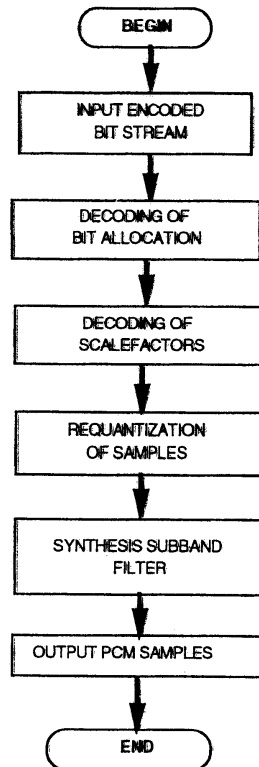 BEGIN
INPUT ENCODED
BIT STREAM
DECODING OF
BIT ALLOCATION
DECODING OF
SCALEFACTORS
REQUANTIZATION
OF SAMPLES
SYNTHESIS SUBBAND
FILTER
OUTPUT PCM SAMPLES
END